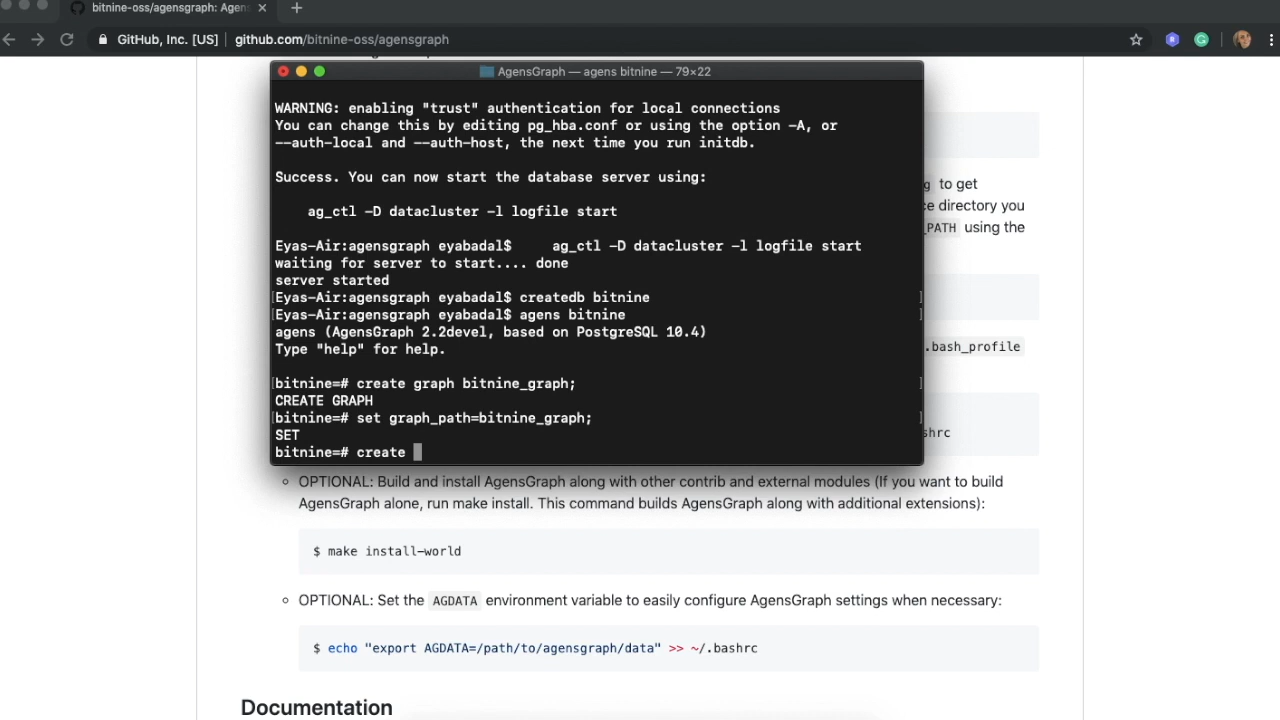 bitnine-oss/agensgraph: Agens
GitHub, Inc. [US] | github.com/bitnine-oss/agensgraph
AgensGraph — agens bitnine — 79×22
WARNING: enabling "trust" authentication for local connections
You can change this by editing pg_hba.conf or using the option -A, or
--auth-local and --auth-host, the next time you run initdb.
Success. You can now start the database server using:
ag_ctl -D datacluster -l logfile start
Eyas-Air:agensgraph eyabadal$     ag_ctl -D datacluster -l logfile start
waiting for server to start.... done
server started
[Eyas-Air:agensgraph eyabadal$ createdb bitnine ]
[Eyas-Air:agensgraph eyabadal$ agens bitnine ]
agens (AgensGraph 2.2devel, based on PostgreSQL 10.4)
Type "help" for help.
[bitnine=# create graph bitnine_graph; ]
CREATE GRAPH
[bitnine=# set graph_path=bitnine_graph; ]
SET
bitnine=# create
g to get
ce directory you
_PATH using the
.bash_profile
shrc
OPTIONAL: Build and install AgensGraph along with other contrib and external modules (If you want to build
AgensGraph alone, run make install. This command builds AgensGraph along with additional extensions):
$ make install-world
OPTIONAL: Set the AGDATA environment variable to easily configure AgensGraph settings when necessary:
$ echo "export AGDATA=/path/to/agensgraph/data" >> ~/.bashrc
Documentation